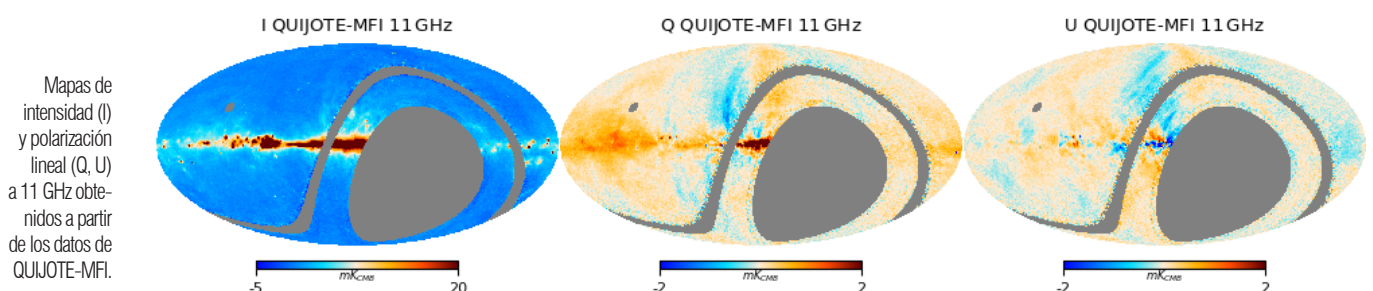 Mapas de
intensidad (I)
y polarización
lineal (Q, U)
a 11 GHz obte-
nidos a partir
de los datos de
QUIJOTE-MFI.
I QUIJOTE-MFI 11 GHz
-5
mK_CMB
20
Q QUIJOTE-MFI 11 GHz
-2
mK_CMB
2
U QUIJOTE-MFI 11 GHz
-2
mK_CMB
2